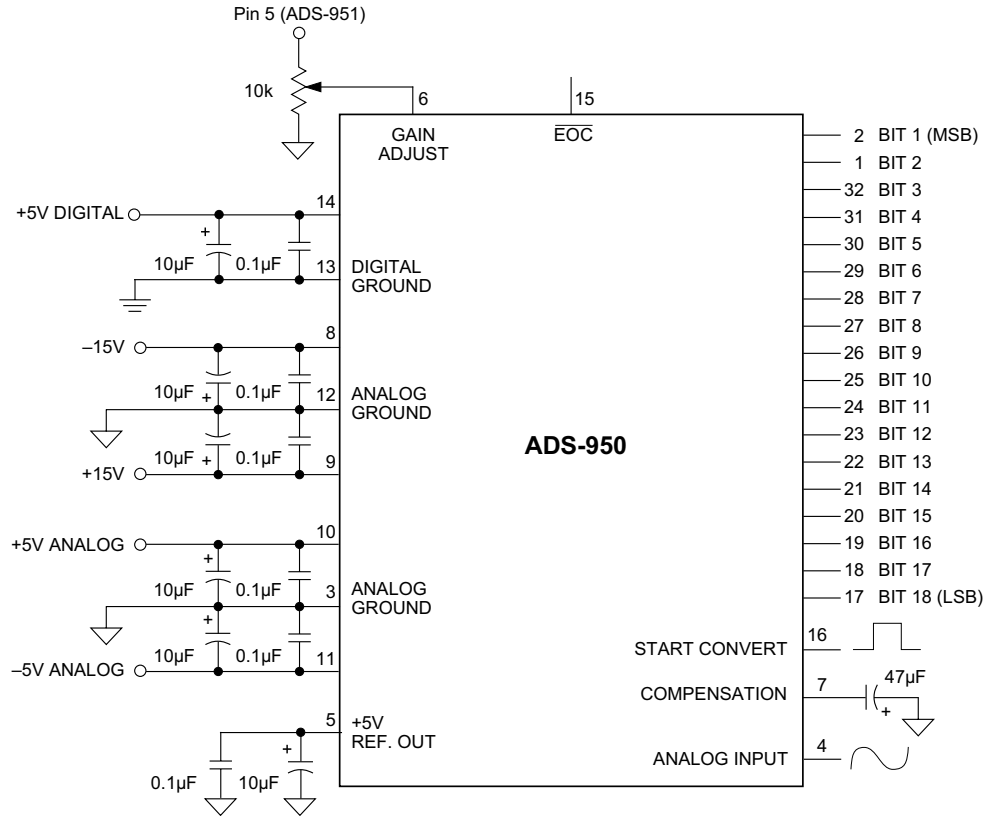 Pin 5 (ADS-951)
10k
6
15
GAIN
ADJUST
EOC
2 BIT 1 (MSB)
1 BIT 2
32 BIT 3
31 BIT 4
30 BIT 5
29 BIT 6
28 BIT 7
27 BIT 8
26 BIT 9
25 BIT 10
24 BIT 11
23 BIT 12
22 BIT 13
21 BIT 14
20 BIT 15
19 BIT 16
18 BIT 17
17 BIT 18 (LSB)
+5V DIGITAL
14
+
10µF 0.1µF
13
DIGITAL
GROUND
–15V
8
10µF + 0.1µF
12
ANALOG
GROUND
10µF + 0.1µF
+15V
9
ADS-950
+5V ANALOG
10
+
10µF 0.1µF
3
ANALOG
GROUND
+
10µF 0.1µF
–5V ANALOG
11
5
+5V
REF. OUT
+
0.1µF 10µF
START CONVERT 16
COMPENSATION 7
47µF
+
ANALOG INPUT 4